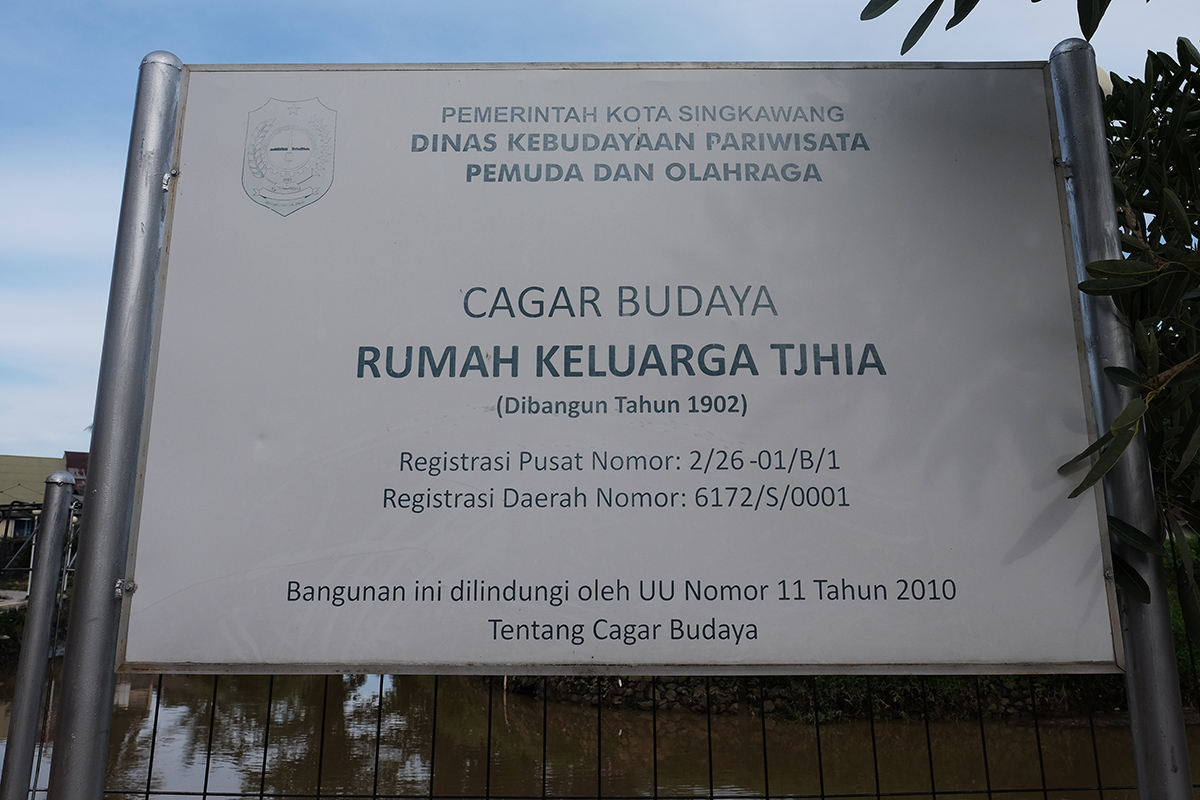 PEMERINTAH KOTA SINGKAWANG
DINAS KEBUDAYAAN PARIWISATA
PEMUDA DAN OLAHRAGA
CAGAR BUDAYA
RUMAH KELUARGA TJHIA
(Dibangun Tahun 1902)
Registrasi Pusat Nomor: 2/26-01/B/1
Registrasi Daerah Nomor: 6172/S/0001
Bangunan ini dilindungi oleh UU Nomor 11 Tahun 2010
Tentang Cagar Budaya